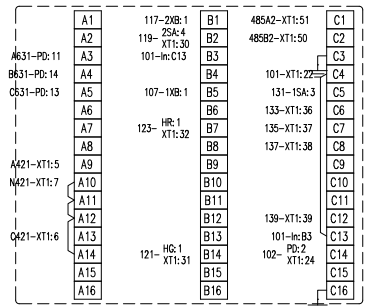 A1 117-2XB:1 B1 485A2-XT1:51 C1
A2 119- 2SA:4 XT1:30 B2 485B2-XT1:50 C2
A631-PD:11 A3 101-In:C13 B3 C3
B631-PD:14 A4 B4 101-XT1:22 C4
C631-PD:13 A5 107-1XB:1 B5 131-1SA:3 C5
A6 B6 133-XT1:36 C6
A7 123- HR:1 XT1:32 B7 135-XT1:37 C7
A8 B8 137-XT1:38 C8
A421-XT1:5 A9 B9 C9
N421-XT1:7 A10 B10 C10
A11 B11 C11
A12 B12 139-XT1:39 C12
C421-XT1:6 A13 B13 101-In:B3 C13
A14 121- HG:1 XT1:31 B14 102- PD:2 XT1:24 C14
A15 B15 C15
A16 B16 C16